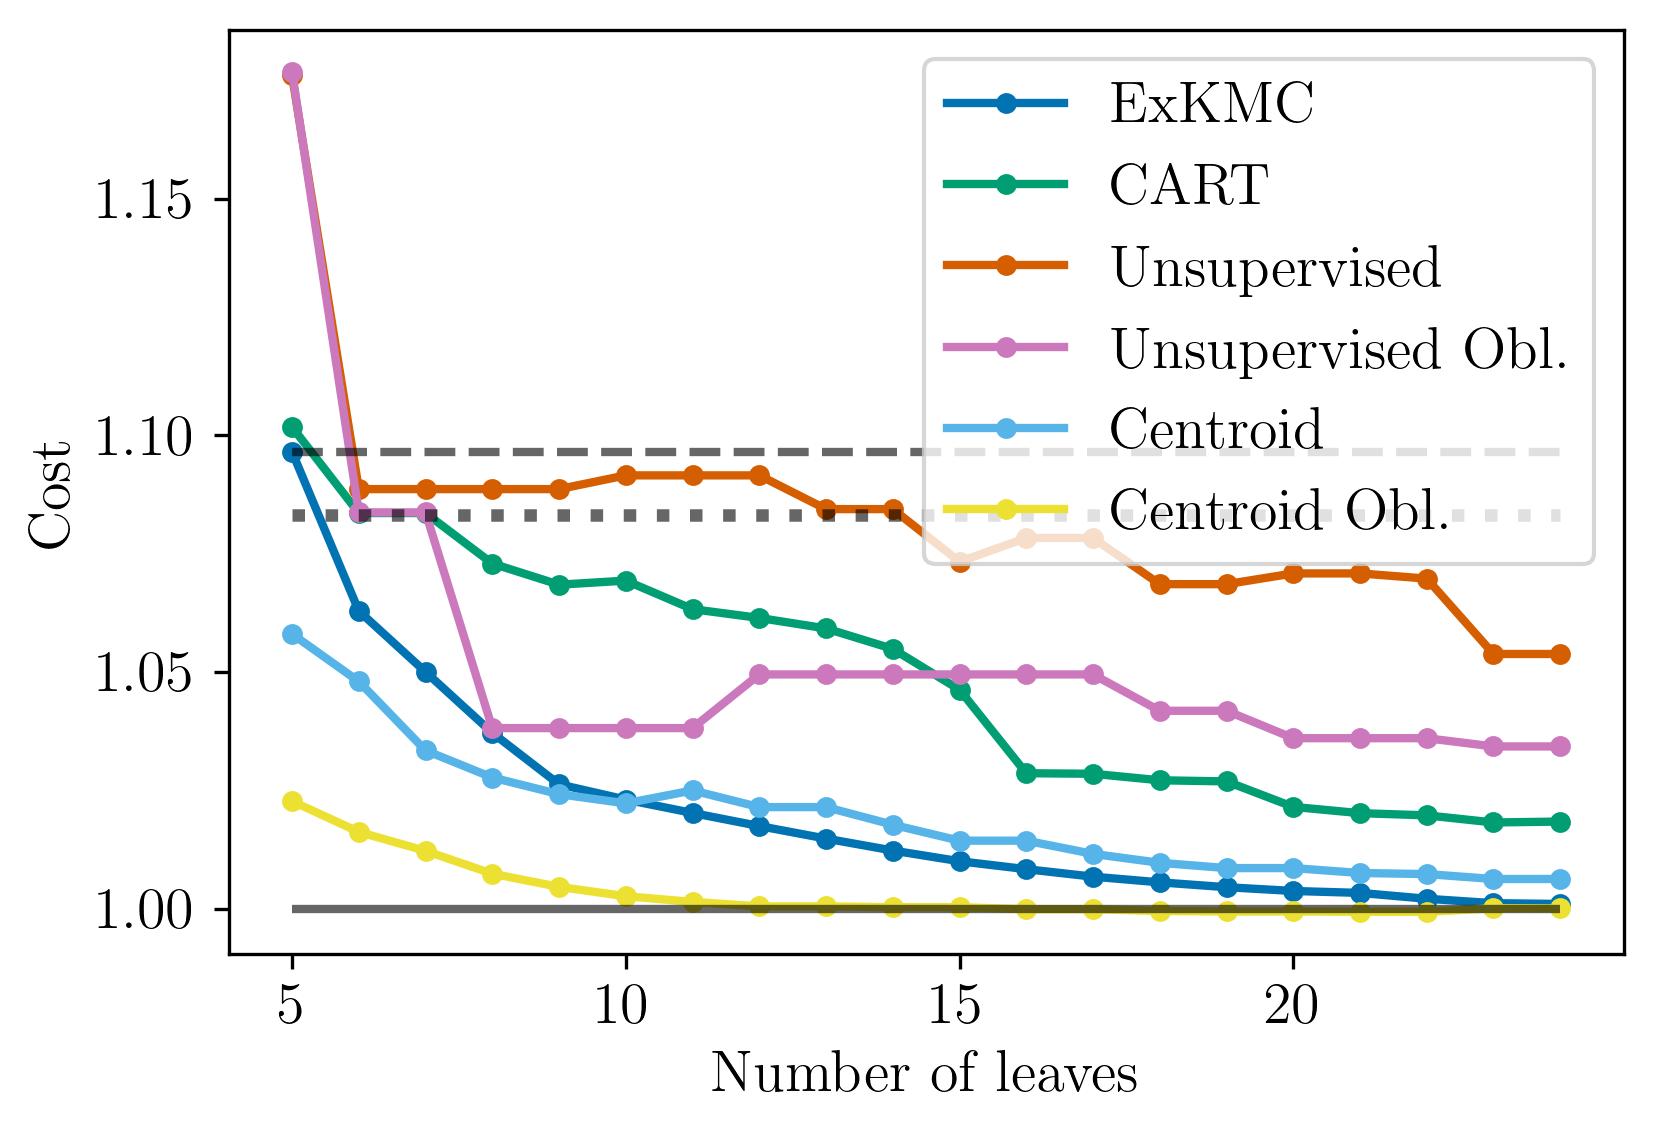 ExKMC
CART
Unsupervised
Unsupervised Obl.
Centroid
Centroid Obl.
1.15
1.10
1.05
1.00
Cost
5 10 15 20
Number of leaves